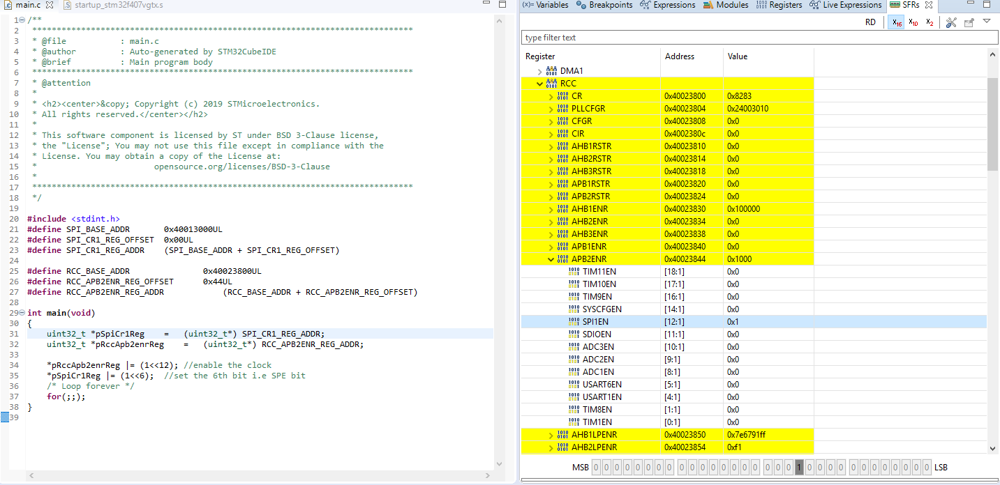 main.c
startup_stm32f407vgtx.s
1 /**
2 ******************************************************************************
3 * @file : main.c
4 * @author : Auto-generated by STM32CubeIDE
5 * @brief : Main program body
6 ******************************************************************************
7 * @attention
8 *
9 * <h2><center>&copy; Copyright (c) 2019 STMicroelectronics.
10 * All rights reserved.</center></h2>
11 *
12 * This software component is licensed by ST under BSD 3-Clause license,
13 * the "License"; You may not use this file except in compliance with the
14 * License. You may obtain a copy of the License at:
15 * opensource.org/licenses/BSD-3-Clause
16 *
17 ******************************************************************************
18 */
19
20 #include <stdint.h>
21 #define SPI_BASE_ADDR 0x40013000UL
22 #define SPI_CR1_REG_OFFSET 0x00UL
23 #define SPI_CR1_REG_ADDR (SPI_BASE_ADDR + SPI_CR1_REG_OFFSET)
24
25 #define RCC_BASE_ADDR 0x40023800UL
26 #define RCC_APB2ENR_REG_OFFSET 0x44UL
27 #define RCC_APB2ENR_REG_ADDR (RCC_BASE_ADDR + RCC_APB2ENR_REG_OFFSET)
28
29 int main(void)
30 {
31 uint32_t *pSpiCr1Reg = (uint32_t*) SPI_CR1_REG_ADDR;
32 uint32_t *pRccApb2enrReg = (uint32_t*) RCC_APB2ENR_REG_ADDR;
33
34 *pRccApb2enrReg |= (1<<12); //enable the clock
35 *pSpiCr1Reg |= (1<<6); //set the 6th bit i.e SPE bit
36 /* Loop forever */
37 for(;;);
38 }
39
(x)= Variables Breakpoints Expressions Modules Registers Live Expressions SFRs
RD X16 X10 X2
type filter text
Register Address Value
DMA1
RCC
CR 0x40023800 0x8283
PLLCFGR 0x40023804 0x24003010
CFGR 0x40023808 0x0
CIR 0x4002380c 0x0
AHB1RSTR 0x40023810 0x0
AHB2RSTR 0x40023814 0x0
AHB3RSTR 0x40023818 0x0
APB1RSTR 0x40023820 0x0
APB2RSTR 0x40023824 0x0
AHB1ENR 0x40023830 0x100000
AHB2ENR 0x40023834 0x0
AHB3ENR 0x40023838 0x0
APB1ENR 0x40023840 0x0
APB2ENR 0x40023844 0x1000
TIM11EN [18:1] 0x0
TIM10EN [17:1] 0x0
TIM9EN [16:1] 0x0
SYSCFGEN [14:1] 0x0
SPI1EN [12:1] 0x1
SDIOEN [11:1] 0x0
ADC3EN [10:1] 0x0
ADC2EN [9:1] 0x0
ADC1EN [8:1] 0x0
USART6EN [5:1] 0x0
USART1EN [4:1] 0x0
TIM8EN [1:1] 0x0
TIM1EN [0:1] 0x0
AHB1LPENR 0x40023850 0x7e6791ff
AHB2LPENR 0x40023854 0xf1
MSB 0 0 0 0 0 0 0 0 0 0 0 0 0 0 0 0 0 0 0 1 0 0 0 0 0 0 0 0 0 0 0 0 LSB